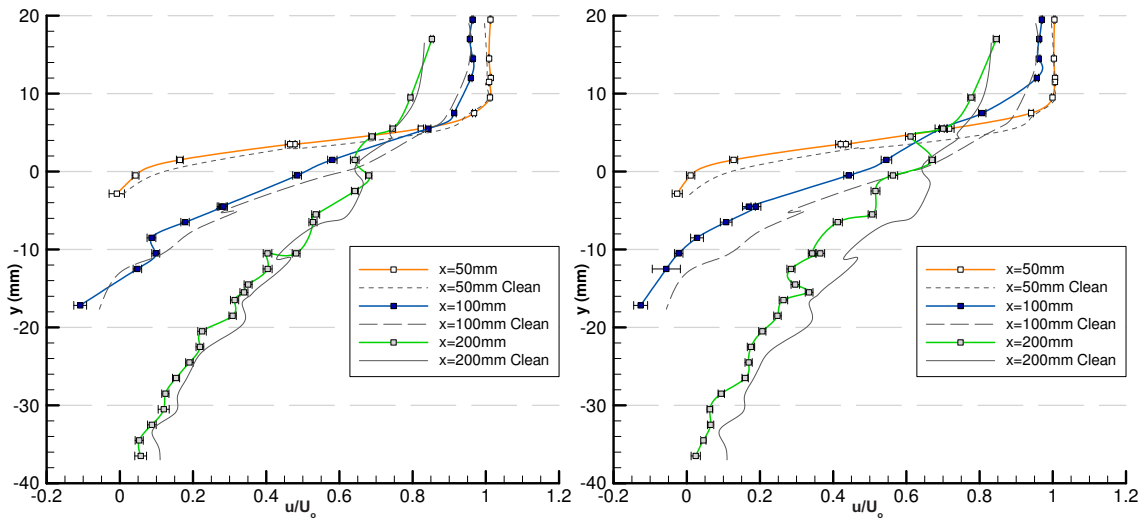 20
10
0
-10
-20
-30
-40
y (mm)
-0.2 0 0.2 0.4 0.6 0.8 1 1.2
u/U₀
x=50mm
x=50mm Clean
x=100mm
x=100mm Clean
x=200mm
x=200mm Clean
20
10
0
-10
-20
-30
-40
y (mm)
-0.2 0 0.2 0.4 0.6 0.8 1 1.2
u/U₀
x=50mm
x=50mm Clean
x=100mm
x=100mm Clean
x=200mm
x=200mm Clean